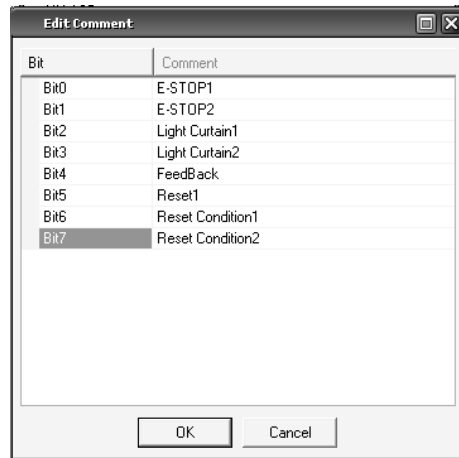 Edit Comment
Bit Comment
Bit0 E-STOP1
Bit1 E-STOP2
Bit2 Light Curtain1
Bit3 Light Curtain2
Bit4 FeedBack
Bit5 Reset1
Bit6 Reset Condition1
Bit7 Reset Condition2
OK Cancel